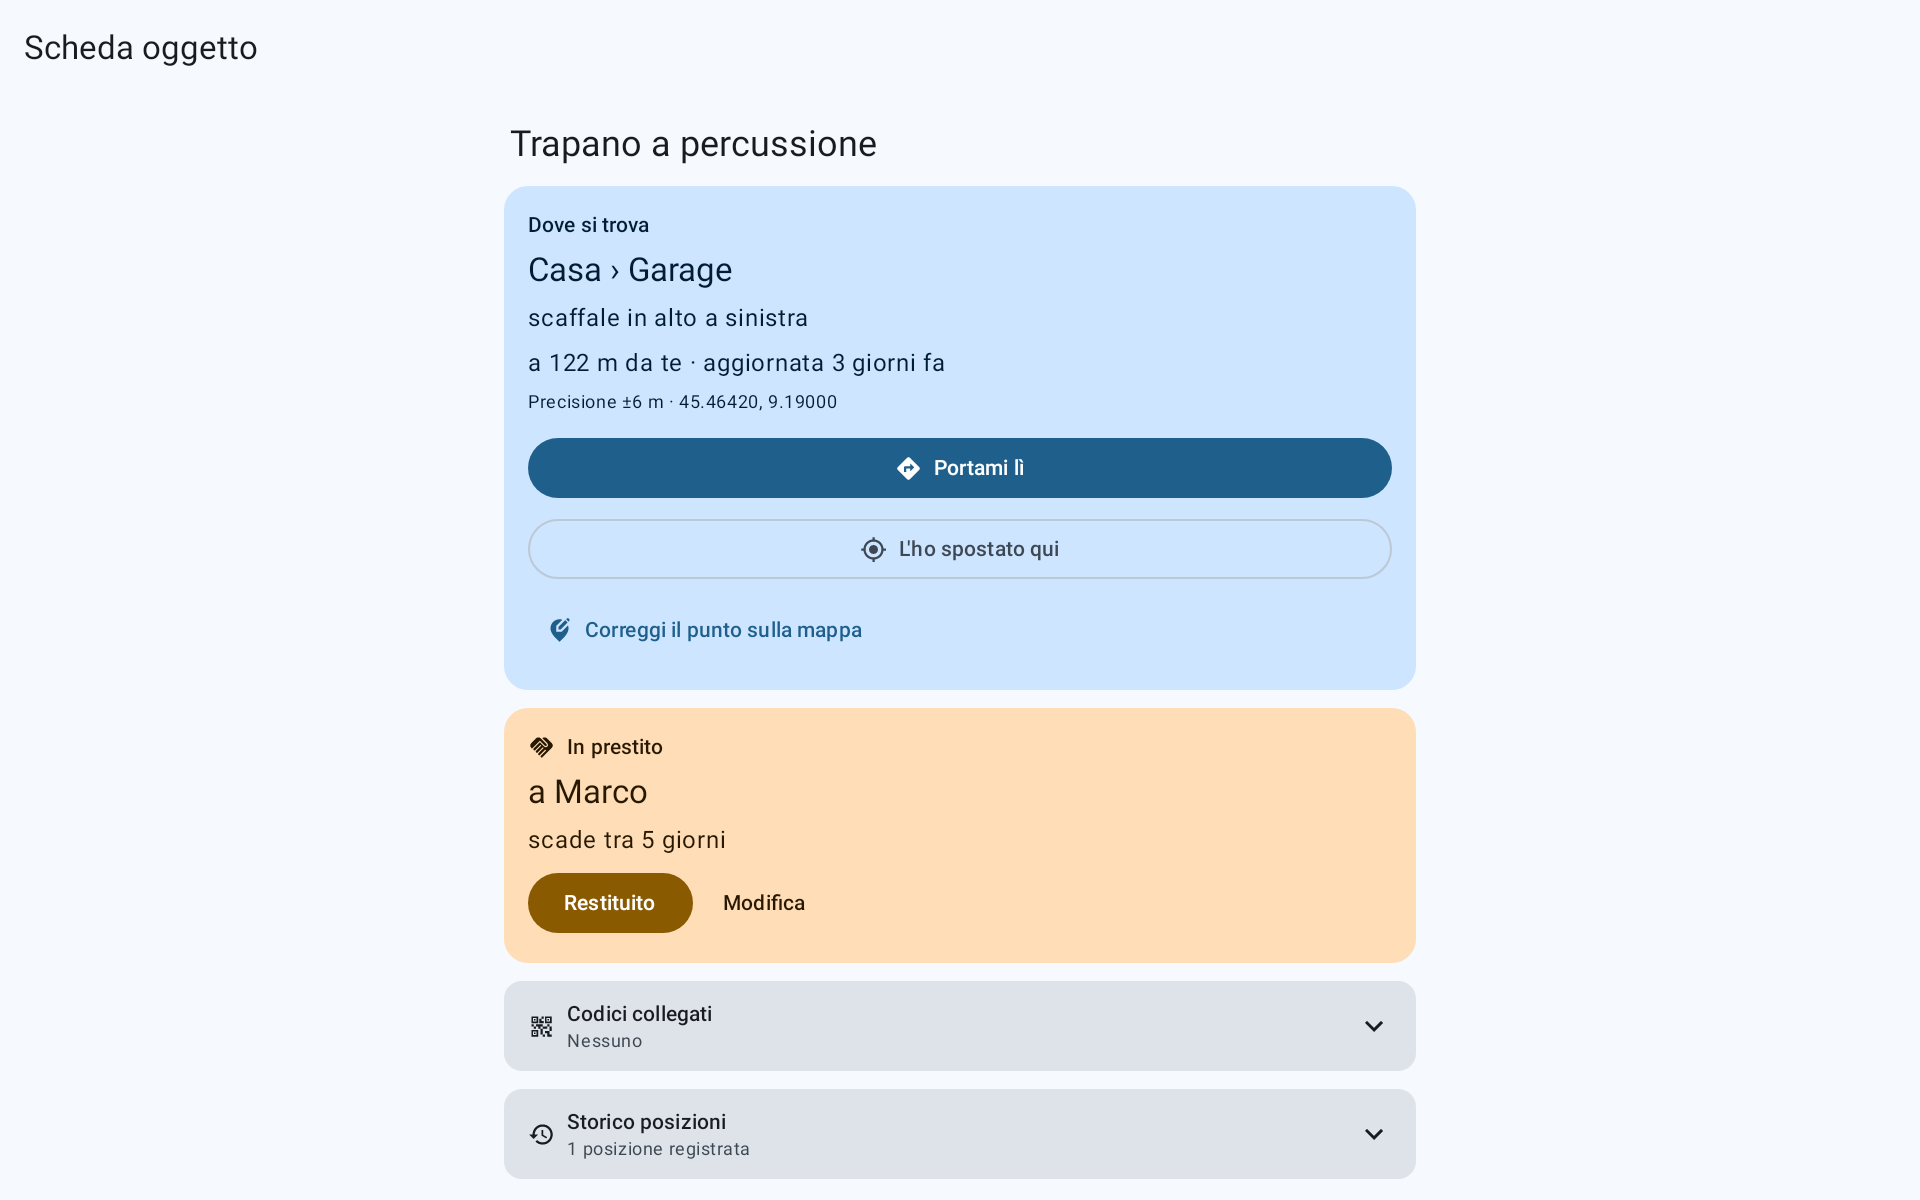 Scheda oggetto
Trapano a percussione
Dove si trova
Casa › Garage
scaffale in alto a sinistra
a 122 m da te · aggiornata 3 giorni fa
Precisione ±6 m · 45.46420, 9.19000
Portami lì
L'ho spostato qui
Correggi il punto sulla mappa
In prestito
a Marco
scade tra 5 giorni
Restituito
Modifica
Codici collegati
Nessuno
Storico posizioni
1 posizione registrata